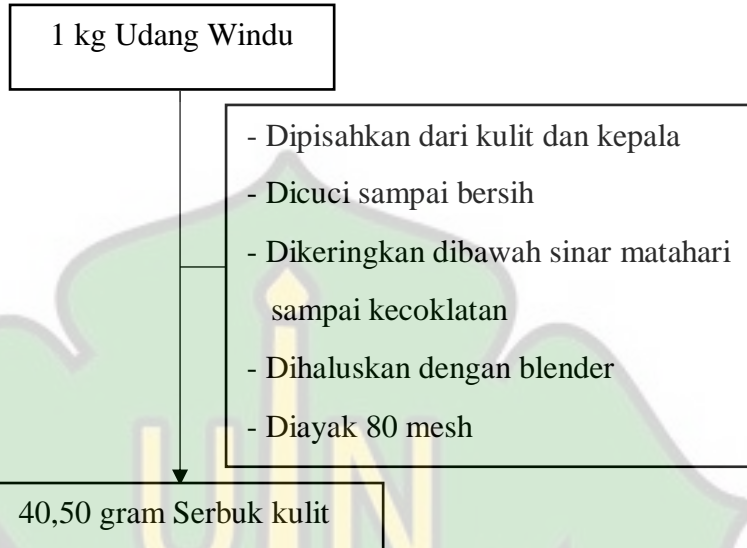 1 kg Udang Windu
- Dipisahkan dari kulit dan kepala
- Dicuci sampai bersih
- Dikeringkan dibawah sinar matahari
sampai kecoklatan
- Dihaluskan dengan blender
- Diayak 80 mesh
UIN
40,50 gram Serbuk kulit